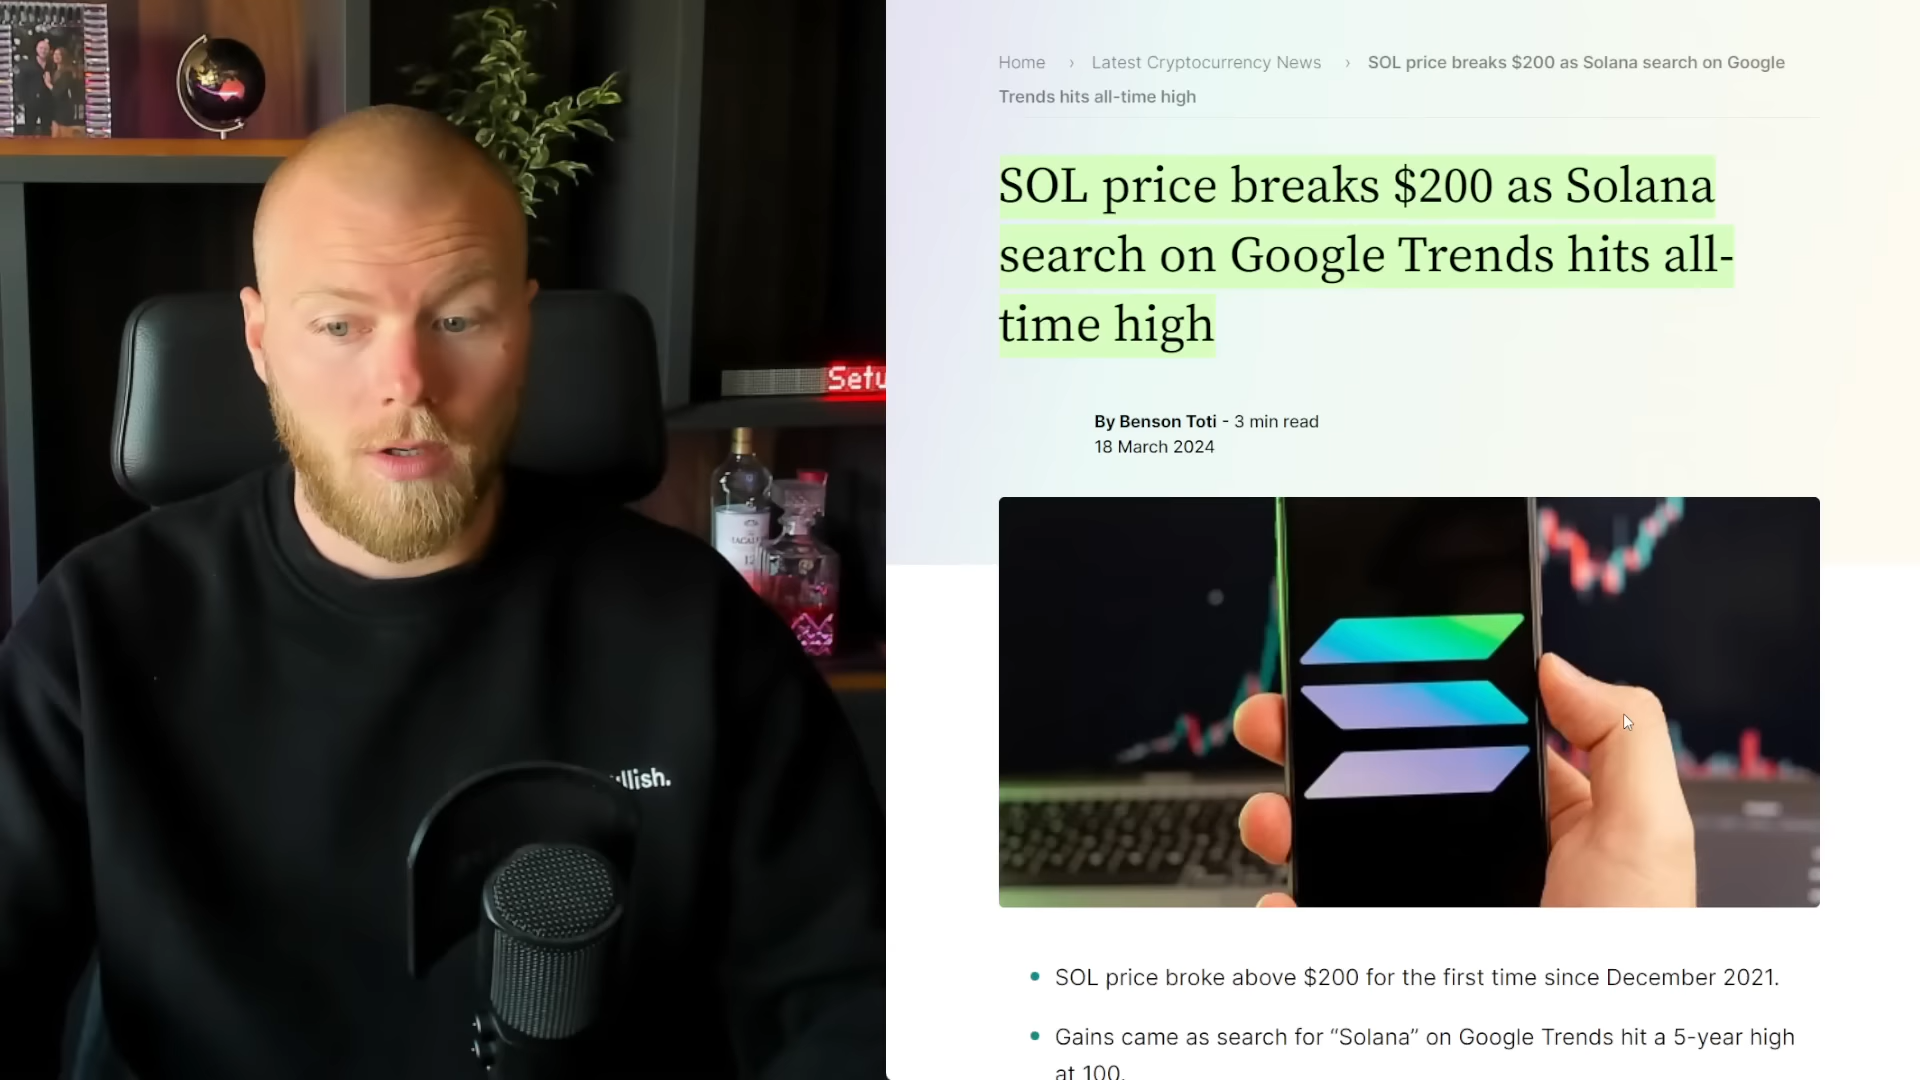 Home › Latest Cryptocurrency News › SOL price breaks $200 as Solana search on Google
Trends hits all-time high
SOL price breaks $200 as Solana
search on Google Trends hits all-
time high
By Benson Toti - 3 min read
18 March 2024
SOL price broke above $200 for the first time since December 2021.
Gains came as search for “Solana” on Google Trends hit a 5-year high
at 100.
Setu
llish.
12